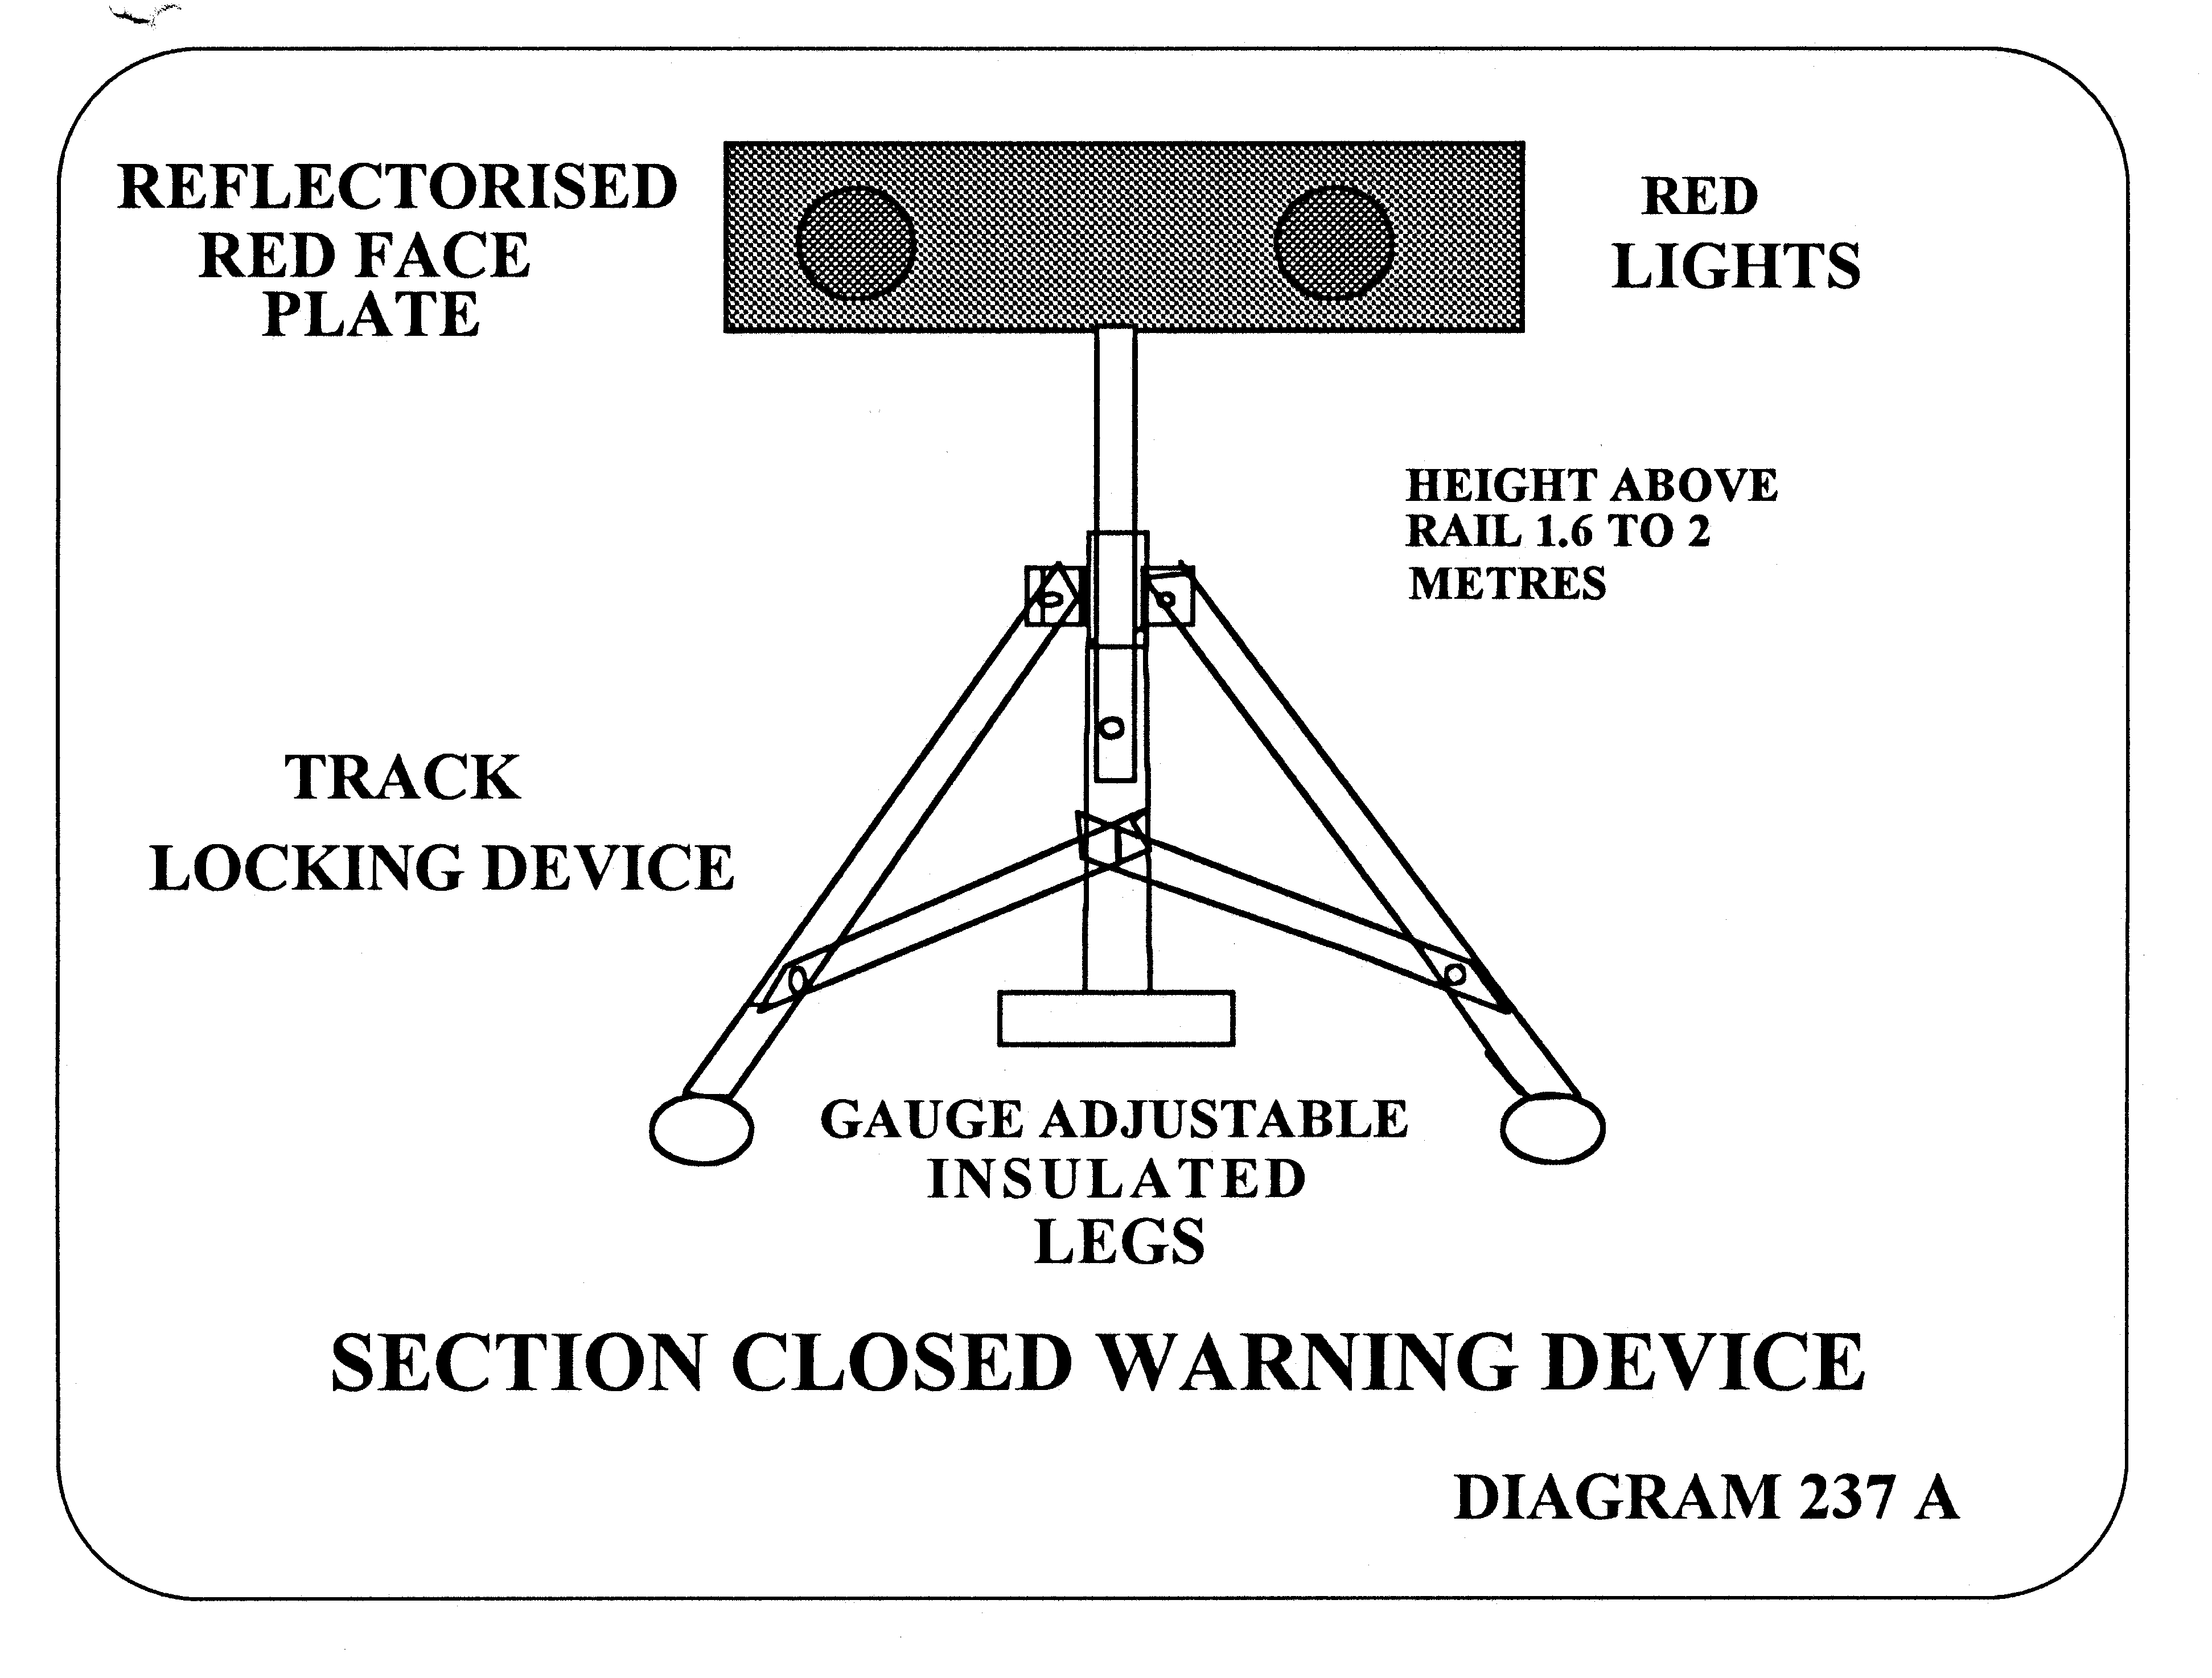 REFLECTORISED
RED FACE
PLATE
RED
LIGHTS
HEIGHT ABOVE
RAIL 1.6 TO 2
METRES
TRACK
LOCKING DEVICE
GAUGE ADJUSTABLE
INSULATED
LEGS
SECTION CLOSED WARNING DEVICE
DIAGRAM 237 A